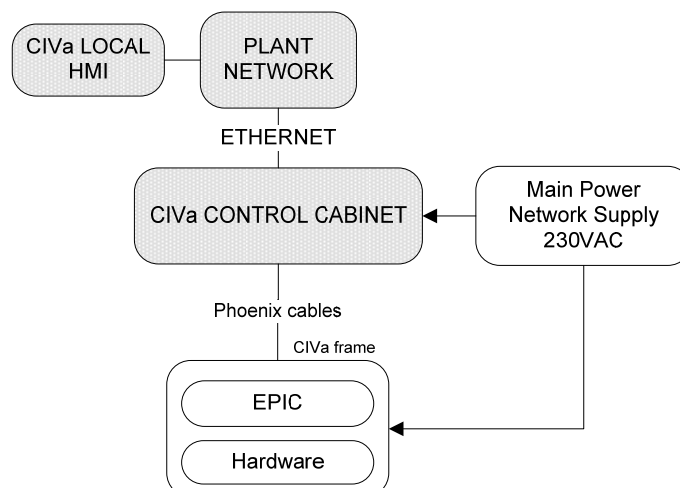 CIVa LOCAL
HMI
PLANT
NETWORK
ETHERNET
CIVa CONTROL CABINET
Main Power
Network Supply
230VAC
Phoenix cables
CIVa frame
EPIC
Hardware